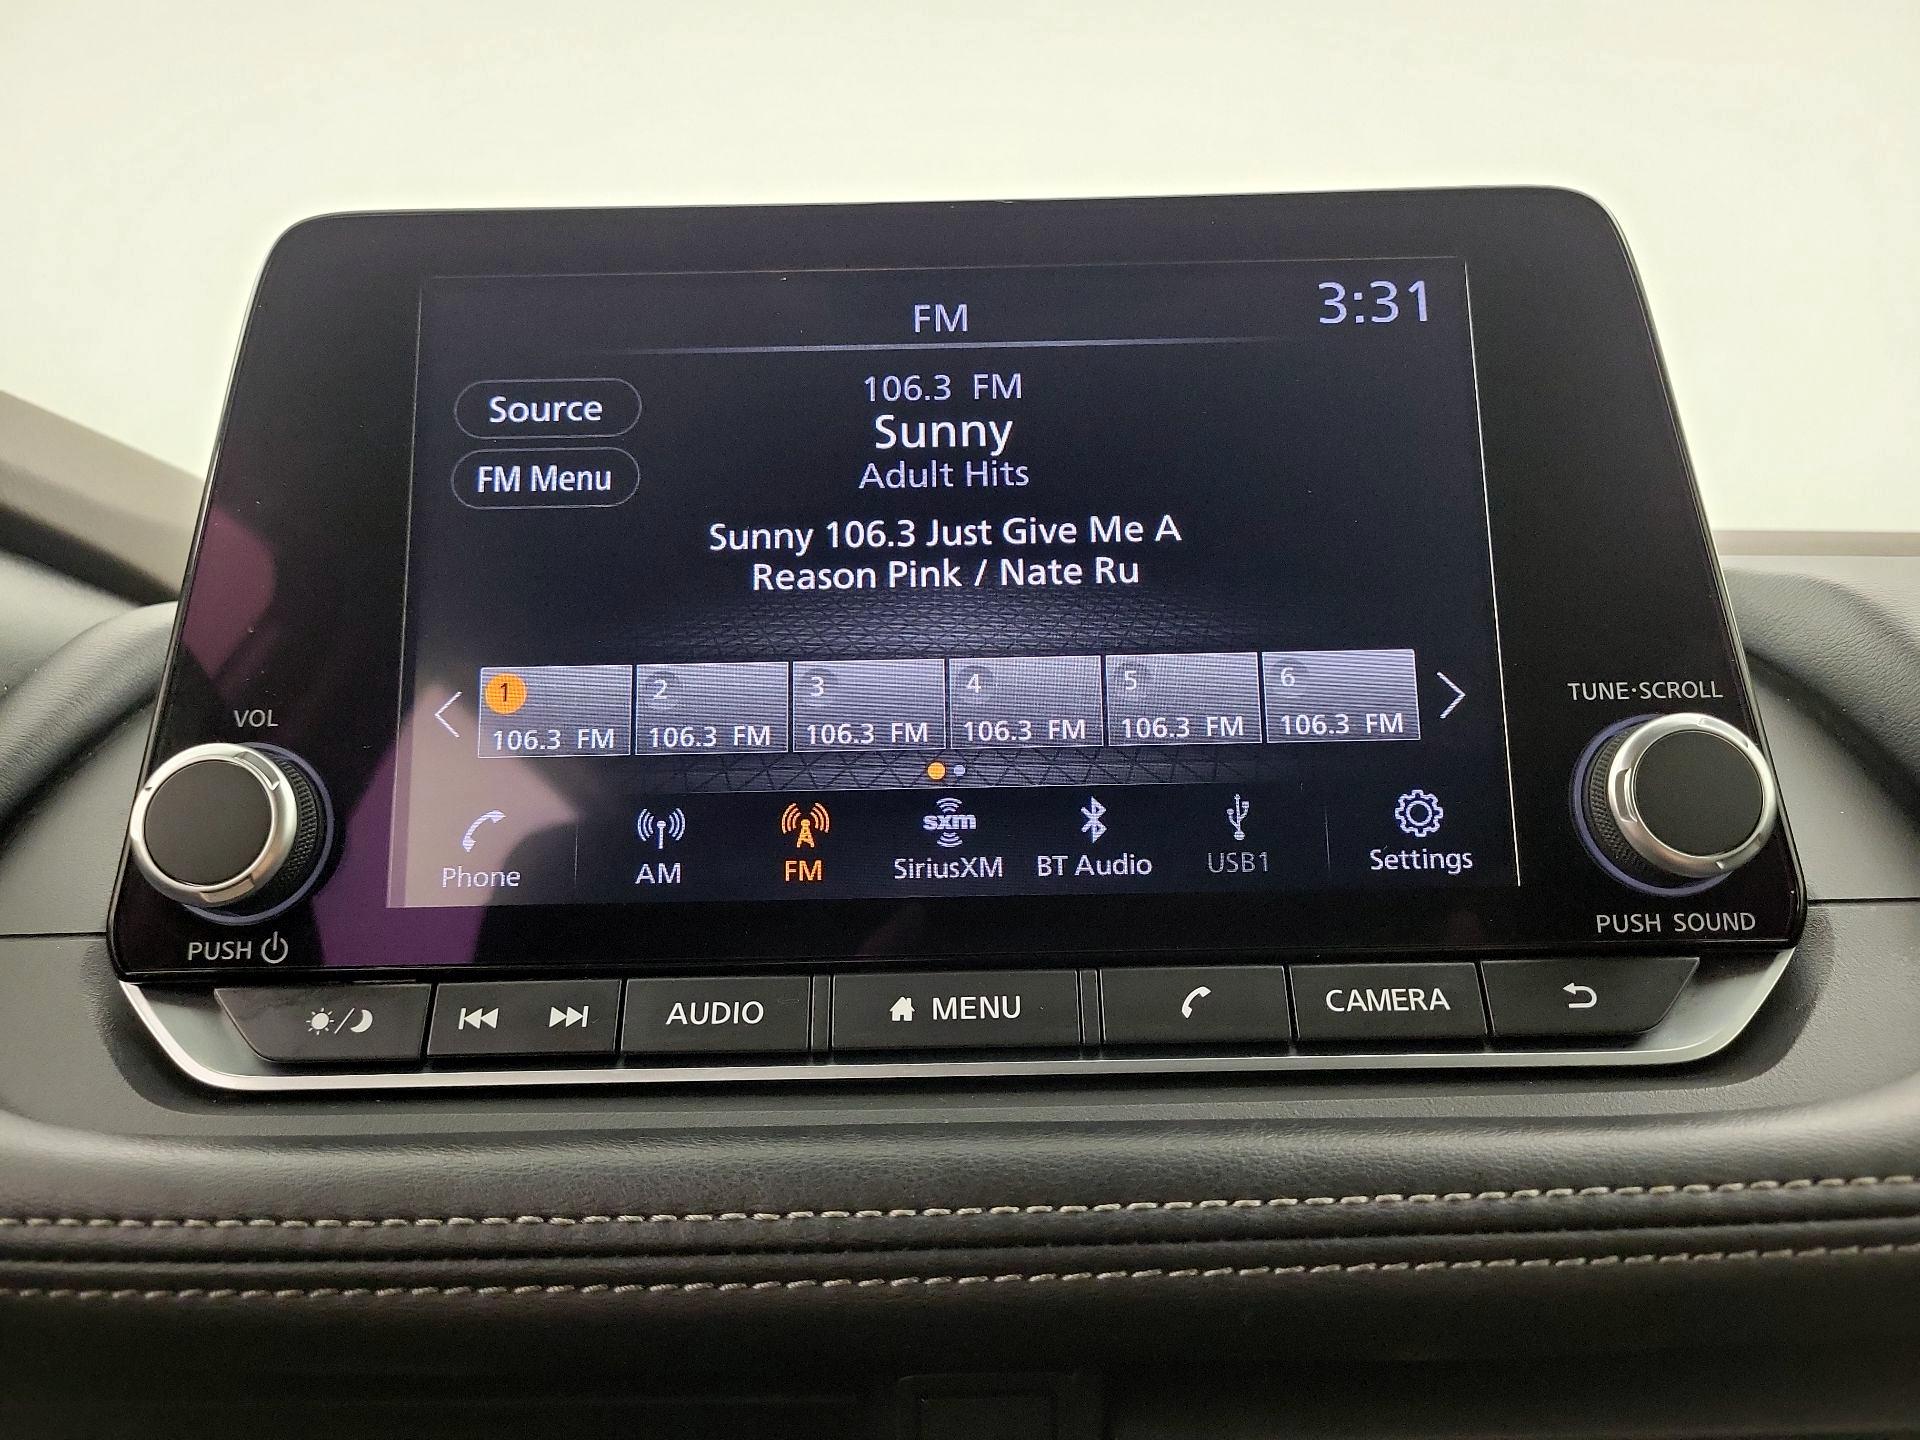 FM
3:31
Source
106.3 FM
Sunny
FM Menu
Adult Hits
Sunny 106.3 Just Give Me A
Reason Pink / Nate Ru
1
2
3
4
5
6
106.3 FM
106.3 FM
106.3 FM
106.3 FM
106.3 FM
106.3 FM
VOL
TUNE·SCROLL
sxm
Phone
AM
FM
SiriusXM
BT Audio
USB1
Settings
PUSH
PUSH SOUND
AUDIO
MENU
CAMERA